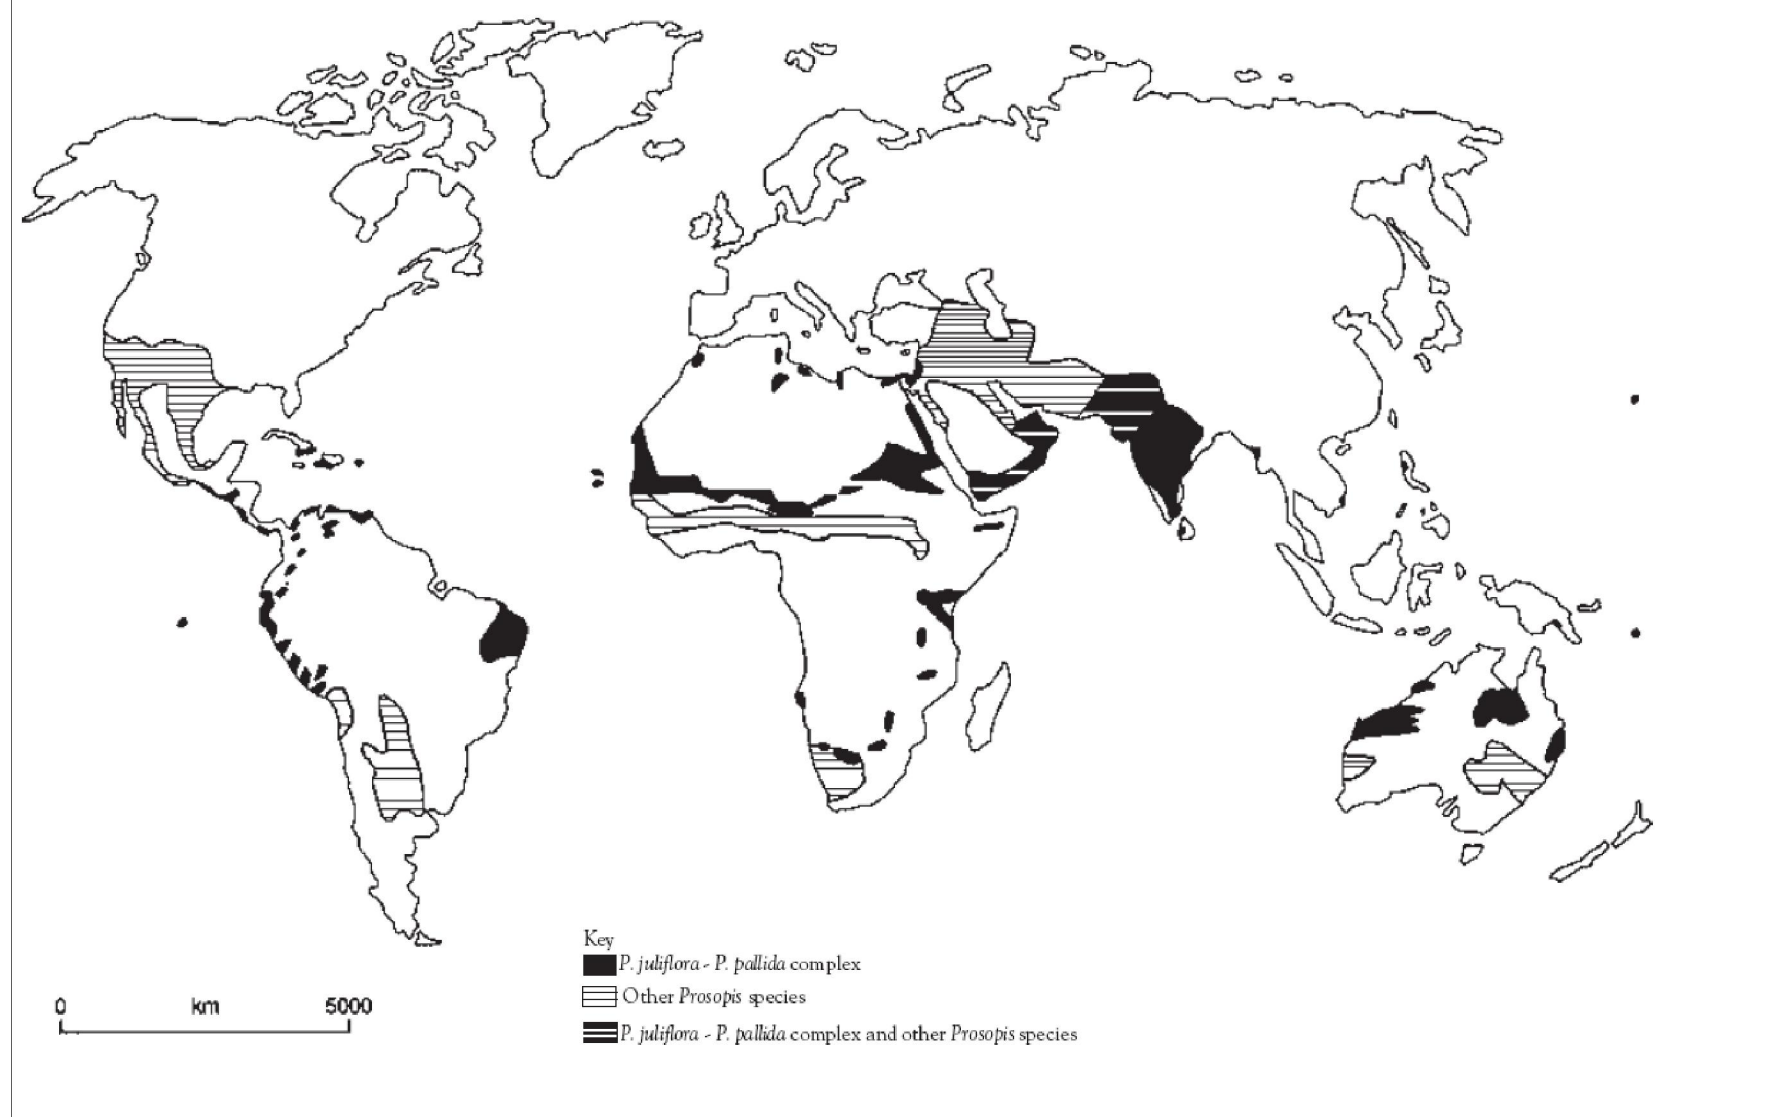 Key
P. juliflora - P. pallida complex
Other Prosopis species
P. juliflora - P. pallida complex and other Prosopis species
0 km 5000